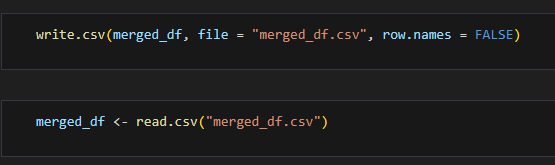 write.csv(merged_df, file = "merged_df.csv", row.names = FALSE)
merged_df <- read.csv("merged_df.csv")